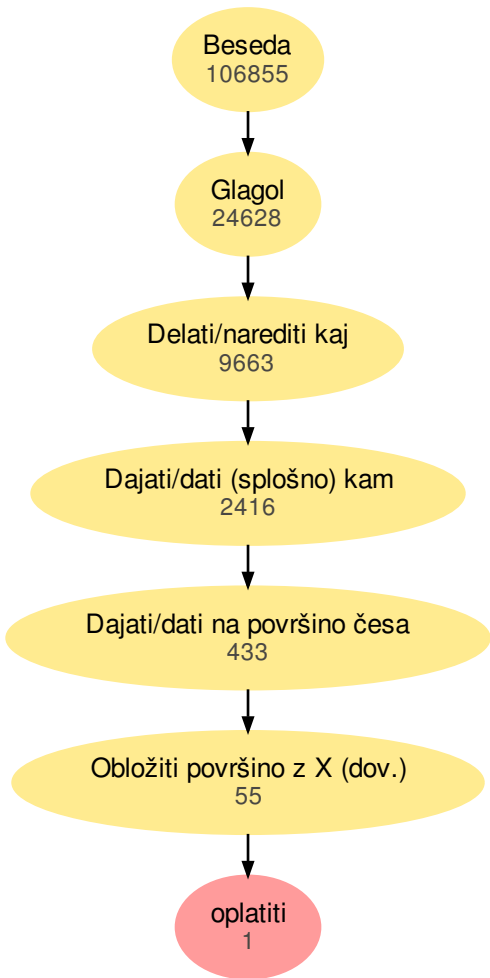 Beseda
106855
Glagol
24628
Delati/narediti kaj
9663
Dajati/dati (splošno) kam
2416
Dajati/dati na površino česa
433
Obložiti površino z X (dov.)
55
oplatiti
1